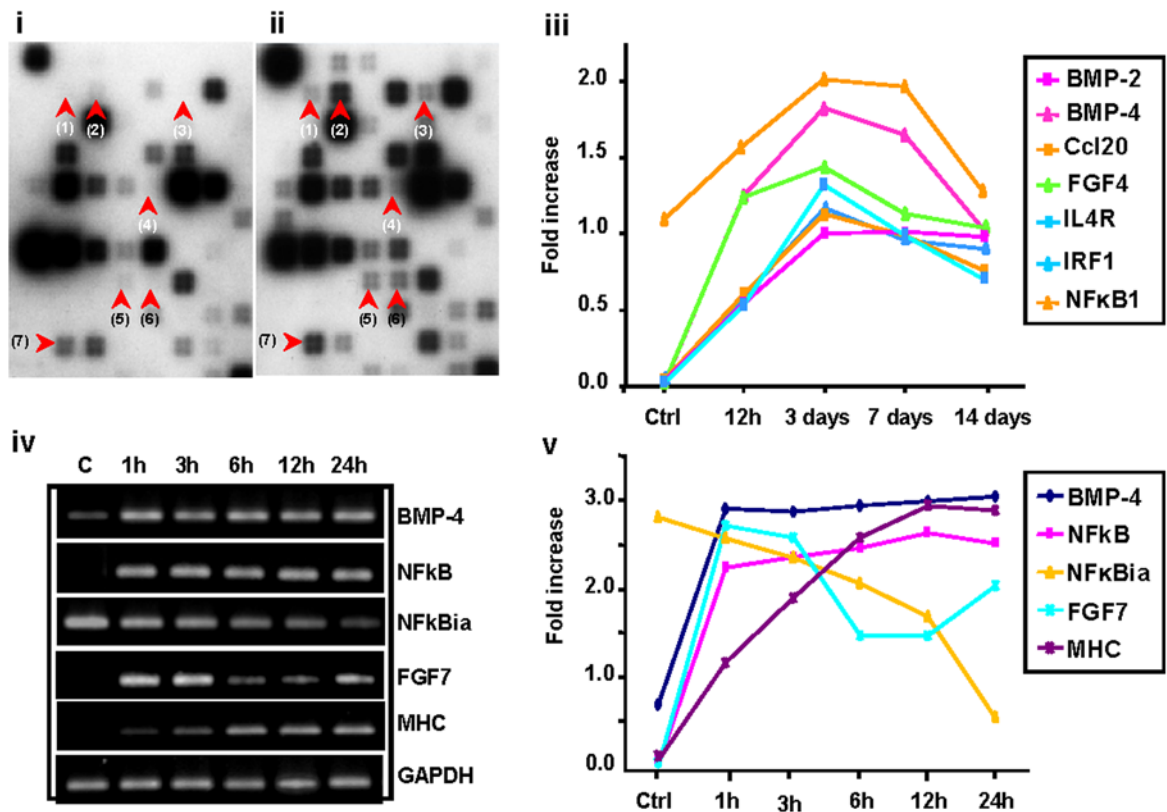 i
ii
(1)
(2)
(3)
(4)
(5)
(6)
(7)
(1)
(2)
(3)
(4)
(5)
(6)
(7)
iii
Fold increase
2.0
1.5
1.0
0.5
0.0
Ctrl 12h 3 days 7 days 14 days
BMP-2
BMP-4
Ccl20
FGF4
IL4R
IRF1
NFκB1
iv
C 1h 3h 6h 12h 24h
BMP-4
NFkB
NFkBia
FGF7
MHC
GAPDH
v
Fold increase
3.0
2.0
1.0
0.0
Ctrl 1h 3h 6h 12h 24h
BMP-4
NFkB
NFκBia
FGF7
MHC